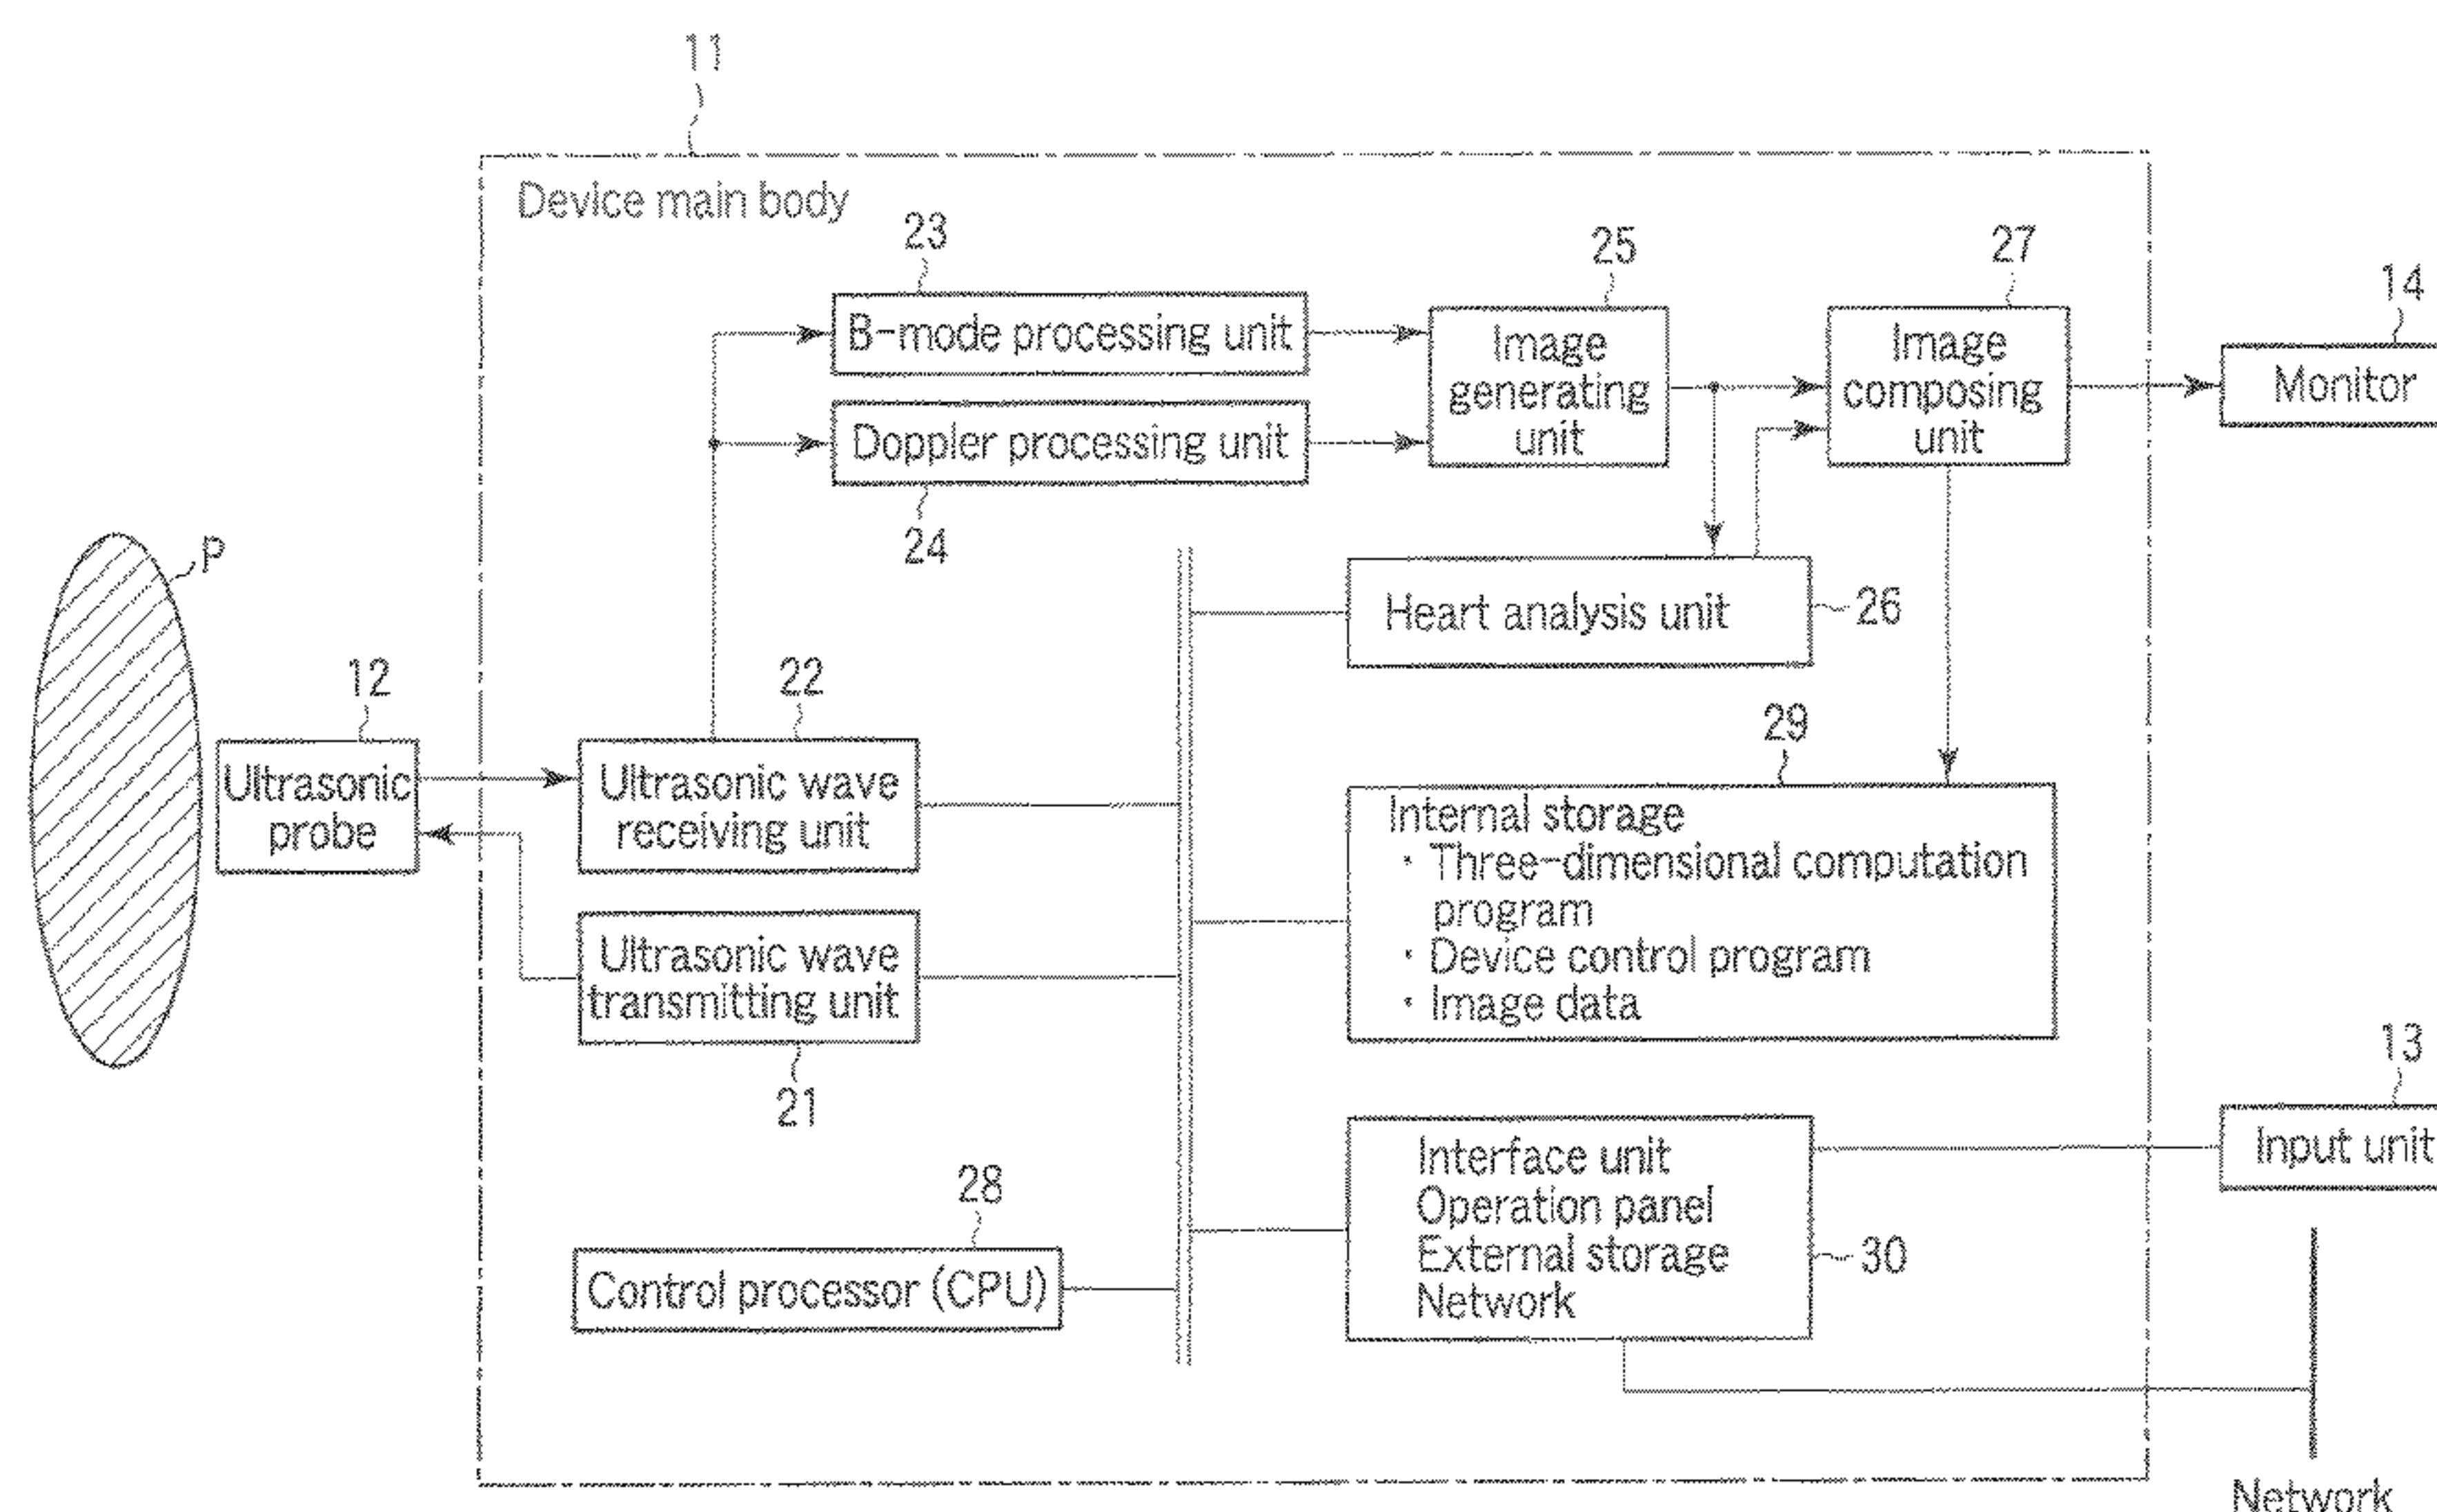 11
Device main body
23
25
27
14
B-mode processing unit
Image
generating
unit
Image
composing
unit
Monitor
Doppler processing unit
24
P
Heart analysis unit
26
12
22
29
Ultrasonic
probe
Ultrasonic wave
receiving unit
Internal storage
· Three-dimensional computation
program
· Device control program
· Image data
Ultrasonic wave
transmitting unit
21
13
Interface unit
Operation panel
External storage
Network
Input unit
28
30
Control processor (CPU)
Network